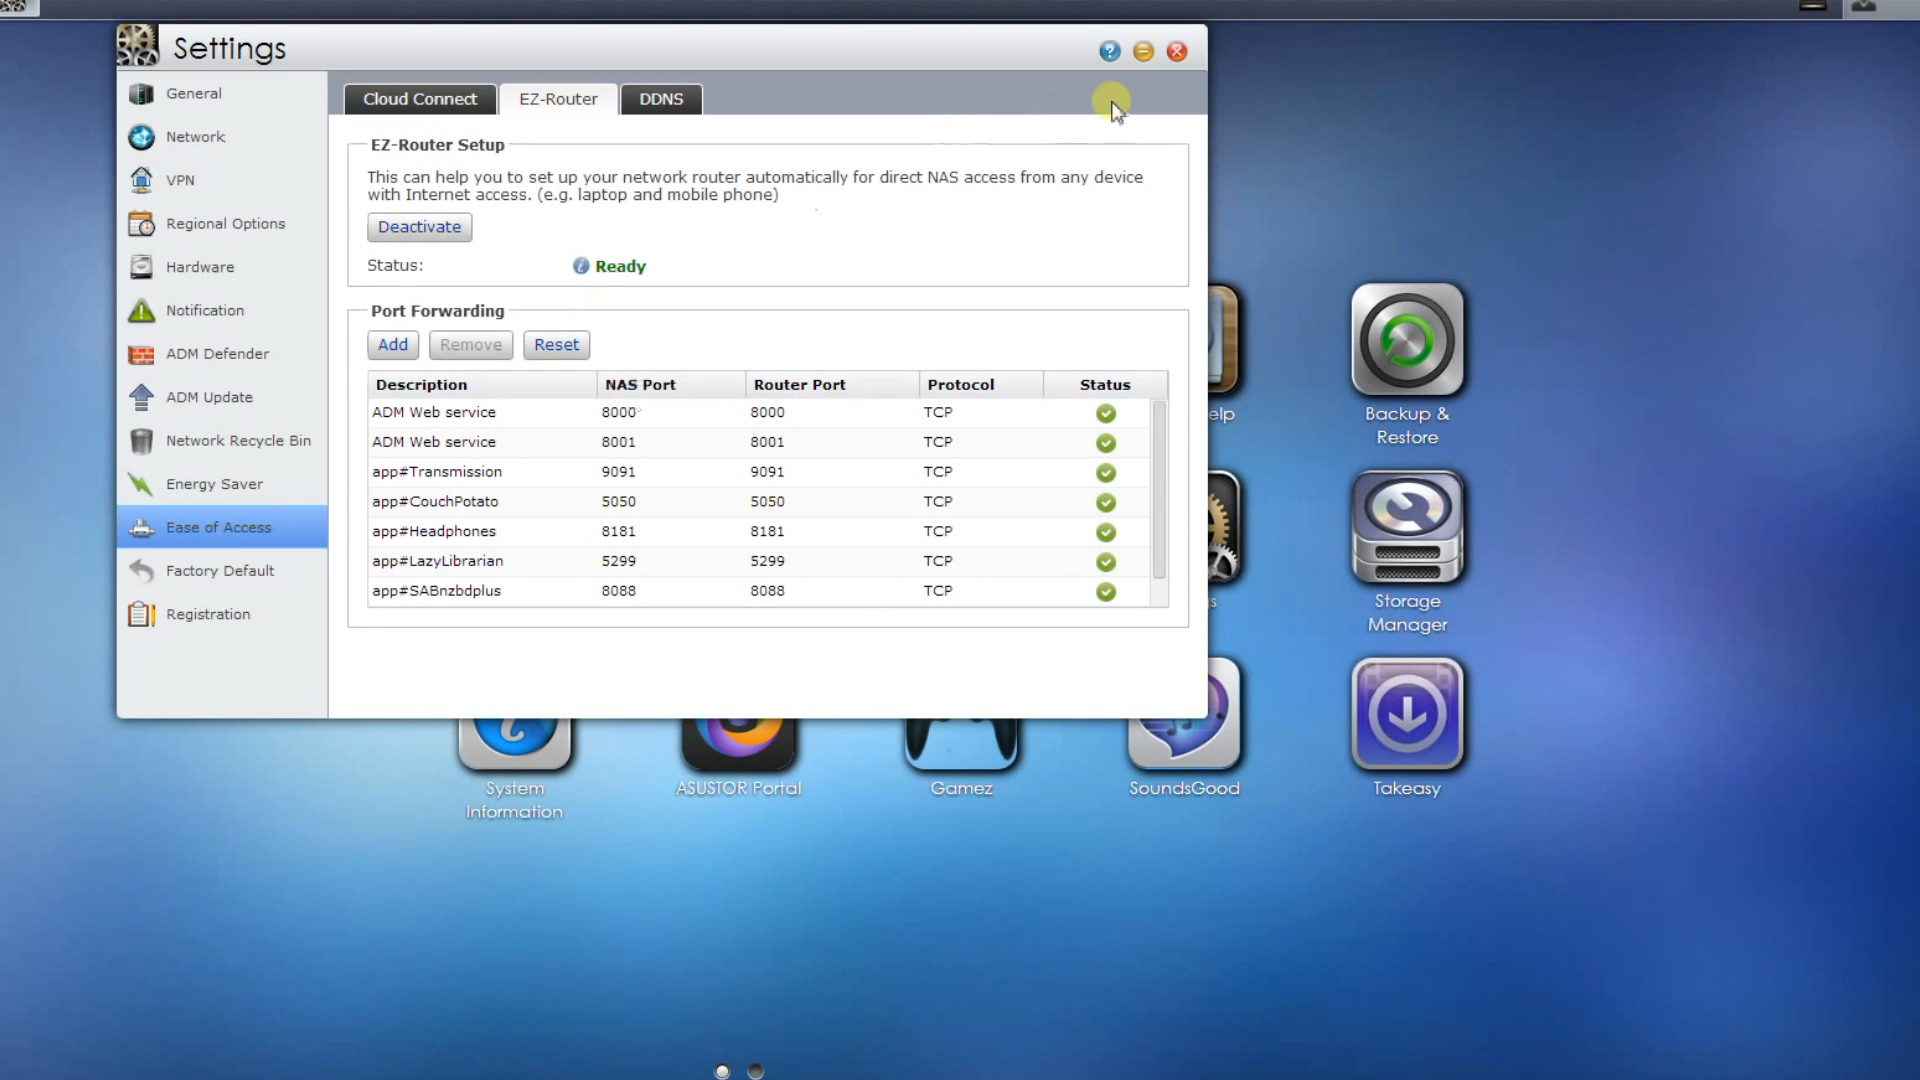 Settings
General
Network
VPN
Regional Options
Hardware
Notification
ADM Defender
ADM Update
Network Recycle Bin
Energy Saver
Ease of Access
Factory Default
Registration
Cloud Connect
EZ-Router
DDNS
EZ-Router Setup
This can help you to set up your network router automatically for direct NAS access from any device
with Internet access. (e.g. laptop and mobile phone)
Deactivate
Status: Ready
Port Forwarding
Add
Remove
Reset
Description NAS Port Router Port Protocol Status
ADM Web service 8000 8000 TCP
ADM Web service 8001 8001 TCP
app#Transmission 9091 9091 TCP
app#CouchPotato 5050 5050 TCP
app#Headphones 8181 8181 TCP
app#LazyLibrarian 5299 5299 TCP
app#SABnzbdplus 8088 8088 TCP
elp
Backup &
Restore
s
Storage
Manager
System
Information
ASUSTOR Portal
Gamez
SoundsGood
Takeasy